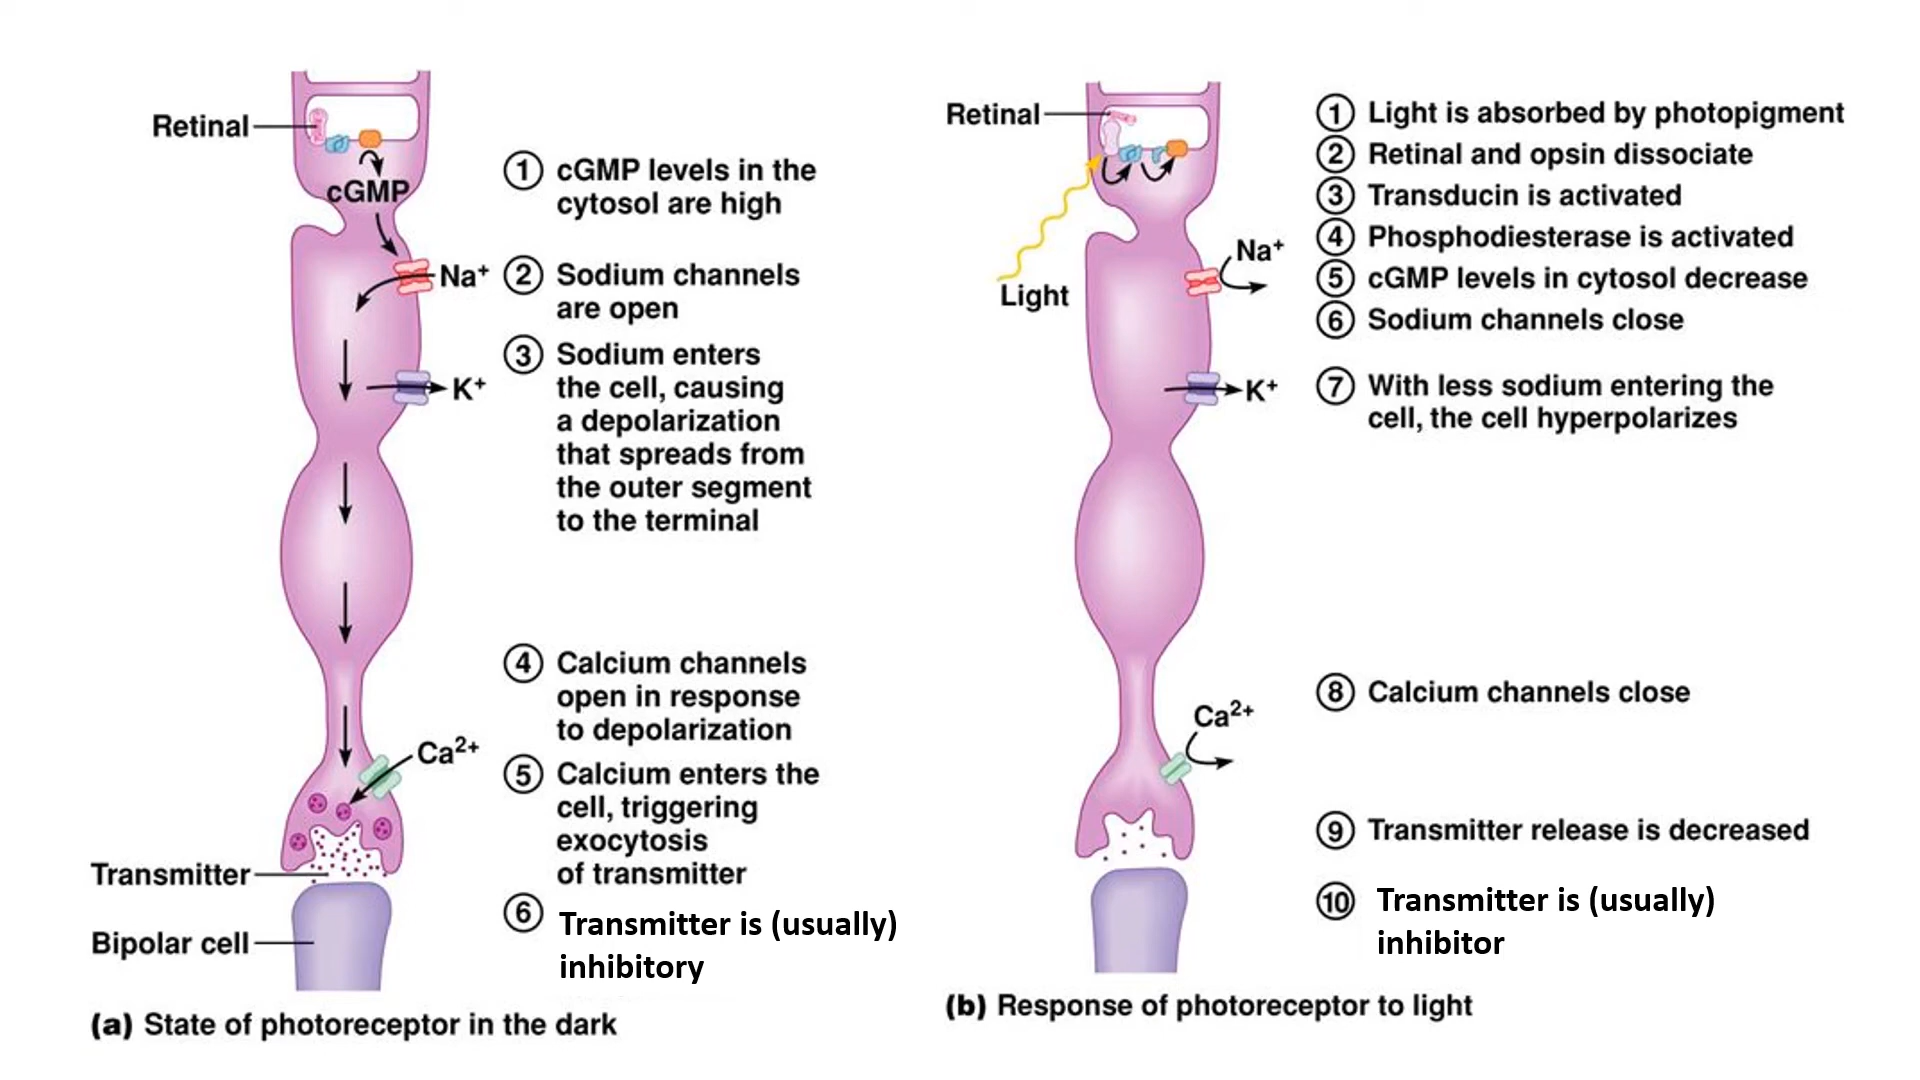 Retinal
cGMP
Na⁺
K⁺
Ca²⁺
Transmitter
Bipolar cell
① cGMP levels in the
cytosol are high
② Sodium channels
are open
③ Sodium enters
the cell, causing
a depolarization
that spreads from
the outer segment
to the terminal
④ Calcium channels
open in response
to depolarization
⑤ Calcium enters the
cell, triggering
exocytosis
of transmitter
⑥ Transmitter is (usually)
inhibitory
(a) State of photoreceptor in the dark
Retinal
Light
Na⁺
K⁺
Ca²⁺
① Light is absorbed by photopigment
② Retinal and opsin dissociate
③ Transducin is activated
④ Phosphodiesterase is activated
⑤ cGMP levels in cytosol decrease
⑥ Sodium channels close
⑦ With less sodium entering the
cell, the cell hyperpolarizes
⑧ Calcium channels close
⑨ Transmitter release is decreased
⑩ Transmitter is (usually)
inhibitor
(b) Response of photoreceptor to light